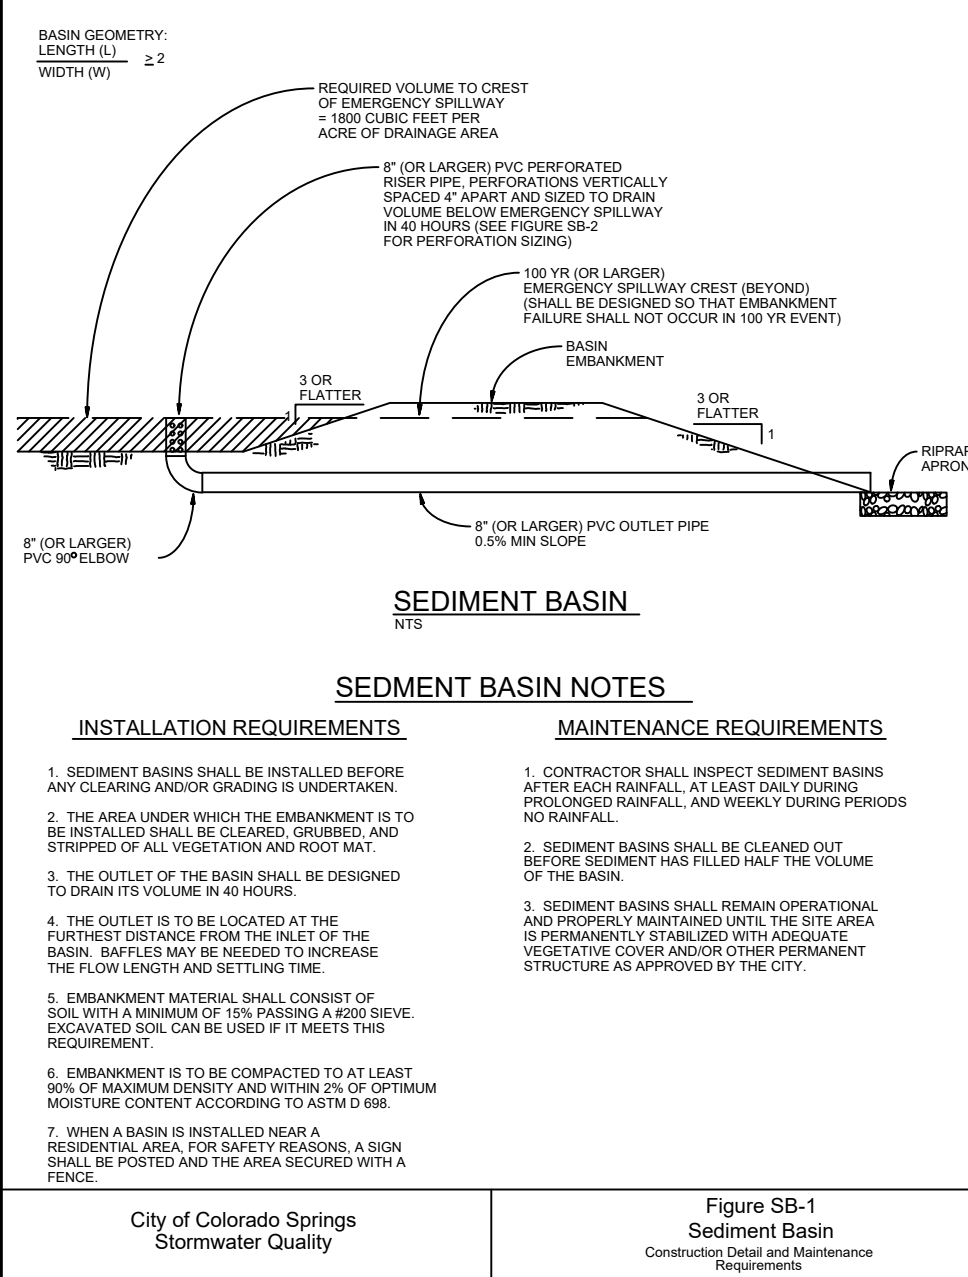 BASIN GEOMETRY:
LENGTH (L)
WIDTH (W)
≥ 2
REQUIRED VOLUME TO CREST
OF EMERGENCY SPILLWAY
= 1800 CUBIC FEET PER
ACRE OF DRAINAGE AREA
8" (OR LARGER) PVC PERFORATED
RISER PIPE, PERFORATIONS VERTICALLY
SPACED 4" APART AND SIZED TO DRAIN
VOLUME BELOW EMERGENCY SPILLWAY
IN 40 HOURS (SEE FIGURE SB-2
FOR PERFORATION SIZING)
100 YR (OR LARGER)
EMERGENCY SPILLWAY CREST (BEYOND)
(SHALL BE DESIGNED SO THAT EMBANKMENT
FAILURE SHALL NOT OCCUR IN 100 YR EVENT)
BASIN
EMBANKMENT
3 OR
FLATTER
1
3 OR
FLATTER
1
RIPRAP
APRON
8" (OR LARGER) PVC OUTLET PIPE
0.5% MIN SLOPE
8" (OR LARGER)
PVC 90° ELBOW
SEDIMENT BASIN
NTS
SEDMENT BASIN NOTES
INSTALLATION REQUIREMENTS
1. SEDIMENT BASINS SHALL BE INSTALLED BEFORE
ANY CLEARING AND/OR GRADING IS UNDERTAKEN.
2. THE AREA UNDER WHICH THE EMBANKMENT IS TO
BE INSTALLED SHALL BE CLEARED, GRUBBED, AND
STRIPPED OF ALL VEGETATION AND ROOT MAT.
3. THE OUTLET OF THE BASIN SHALL BE DESIGNED
TO DRAIN ITS VOLUME IN 40 HOURS.
4. THE OUTLET IS TO BE LOCATED AT THE
FURTHEST DISTANCE FROM THE INLET OF THE
BASIN. BAFFLES MAY BE NEEDED TO INCREASE
THE FLOW LENGTH AND SETTLING TIME.
5. EMBANKMENT MATERIAL SHALL CONSIST OF
SOIL WITH A MINIMUM OF 15% PASSING A #200 SIEVE.
EXCAVATED SOIL CAN BE USED IF IT MEETS THIS
REQUIREMENT.
6. EMBANKMENT IS TO BE COMPACTED TO AT LEAST
90% OF MAXIMUM DENSITY AND WITHIN 2% OF OPTIMUM
MOISTURE CONTENT ACCORDING TO ASTM D 698.
7. WHEN A BASIN IS INSTALLED NEAR A
RESIDENTIAL AREA, FOR SAFETY REASONS, A SIGN
SHALL BE POSTED AND THE AREA SECURED WITH A
FENCE.
MAINTENANCE REQUIREMENTS
1. CONTRACTOR SHALL INSPECT SEDIMENT BASINS
AFTER EACH RAINFALL, AT LEAST DAILY DURING
PROLONGED RAINFALL, AND WEEKLY DURING PERIODS
NO RAINFALL.
2. SEDIMENT BASINS SHALL BE CLEANED OUT
BEFORE SEDIMENT HAS FILLED HALF THE VOLUME
OF THE BASIN.
3. SEDIMENT BASINS SHALL REMAIN OPERATIONAL
AND PROPERLY MAINTAINED UNTIL THE SITE AREA
IS PERMANENTLY STABILIZED WITH ADEQUATE
VEGETATIVE COVER AND/OR OTHER PERMANENT
STRUCTURE AS APPROVED BY THE CITY.
City of Colorado Springs
Stormwater Quality
Figure SB-1
Sediment Basin
Construction Detail and Maintenance
Requirements